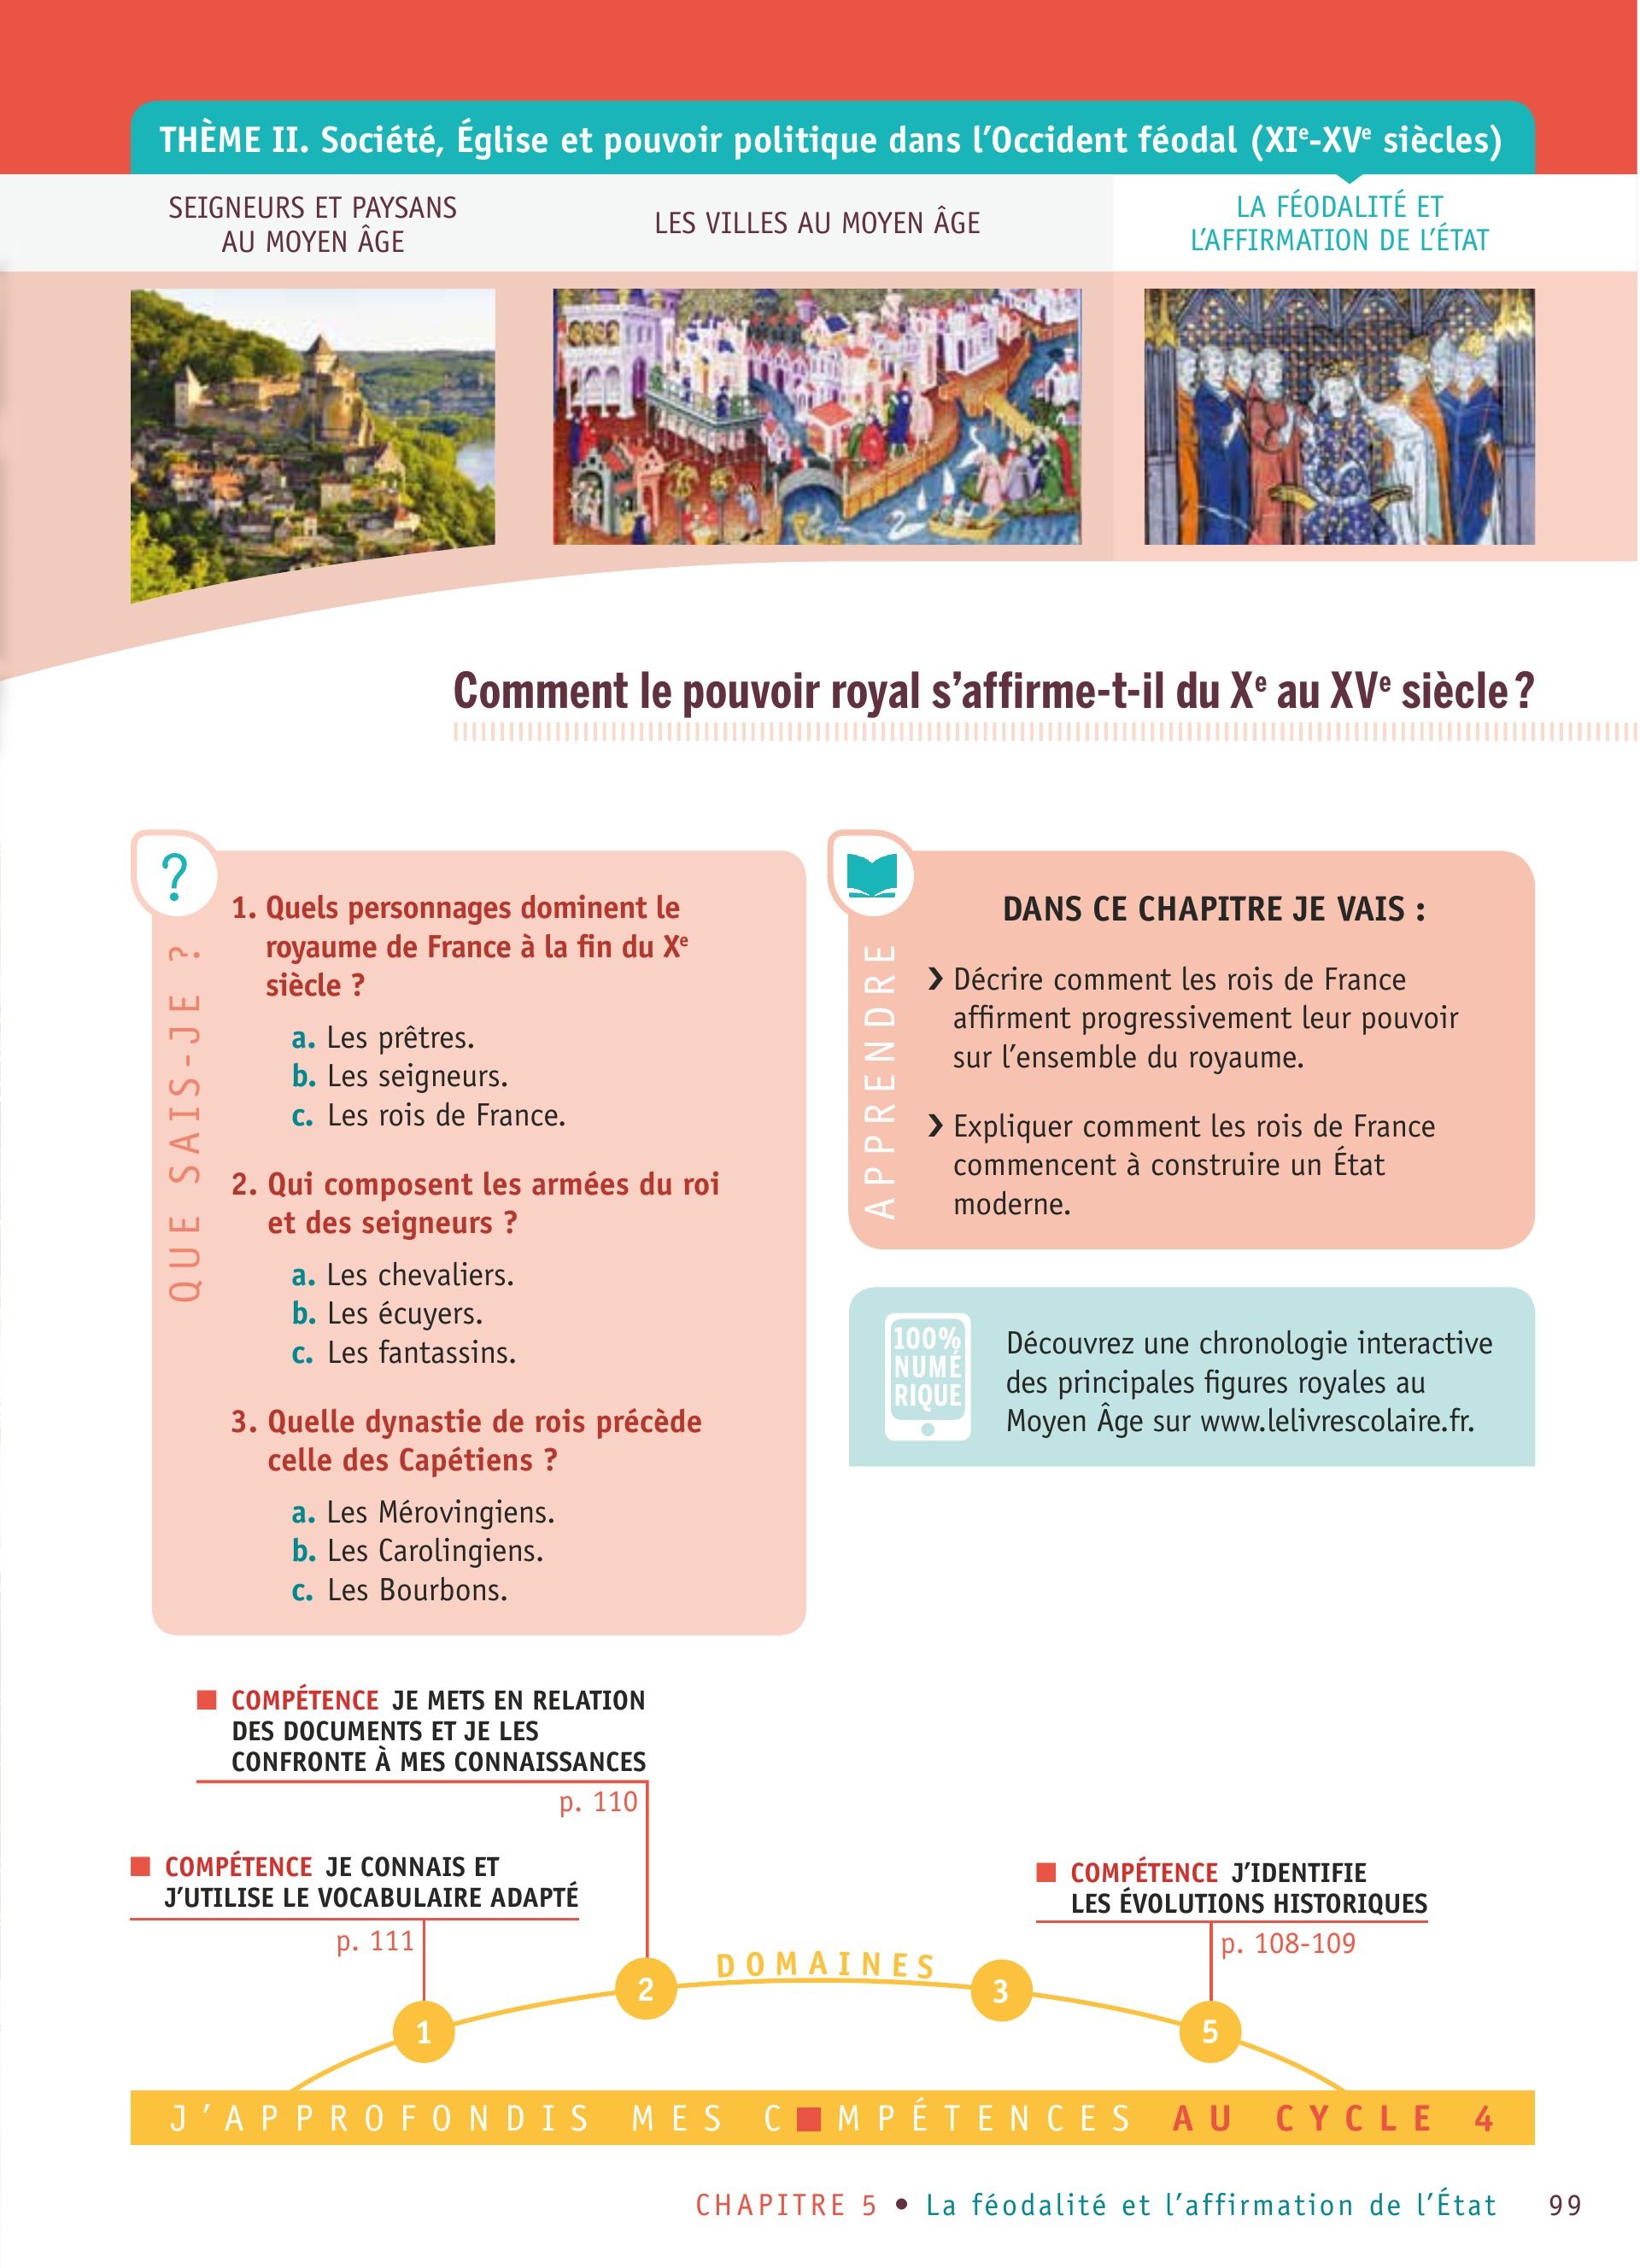 THÈME II. Société, Église et pouvoir politique dans l'Occident féodal (XIe-XVe siècles)
SEIGNEURS ET PAYSANS
AU MOYEN ÂGE
LES VILLES AU MOYEN ÂGE
LA FÉODALITÉ ET
L'AFFIRMATION DE L'ÉTAT
Comment le pouvoir royal s'affirme-t-il du Xe au XVe siècle ?
?
QUE SAIS-JE ?
1. Quels personnages dominent le
royaume de France à la fin du Xe
siècle ?
a. Les prêtres.
b. Les seigneurs.
c. Les rois de France.
2. Qui composent les armées du roi
et des seigneurs ?
a. Les chevaliers.
b. Les écuyers.
c. Les fantassins.
3. Quelle dynastie de rois précède
celle des Capétiens ?
a. Les Mérovingiens.
b. Les Carolingiens.
c. Les Bourbons.
APPRENDRE
DANS CE CHAPITRE JE VAIS :
› Décrire comment les rois de France
affirment progressivement leur pouvoir
sur l'ensemble du royaume.
› Expliquer comment les rois de France
commencent à construire un État
moderne.
100%
NUMÉ
RIQUE
Découvrez une chronologie interactive
des principales figures royales au
Moyen Âge sur www.lelivrescolaire.fr.
■ COMPÉTENCE JE METS EN RELATION
DES DOCUMENTS ET JE LES
CONFRONTE À MES CONNAISSANCES
p. 110
■ COMPÉTENCE JE CONNAIS ET
J'UTILISE LE VOCABULAIRE ADAPTÉ
p. 111
■ COMPÉTENCE J'IDENTIFIE
LES ÉVOLUTIONS HISTORIQUES
p. 108-109
DOMAINES
1
2
3
5
J'APPROFONDIS MES C■MPÉTENCES AU CYCLE 4
CHAPITRE 5 • La féodalité et l'affirmation de l'État 99